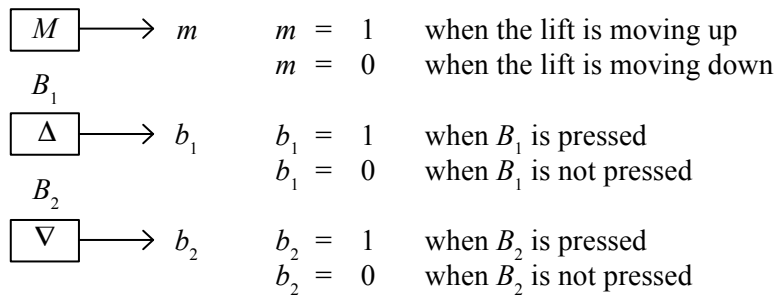 M → m m = 1 when the lift is moving up
m = 0 when the lift is moving down
B₁
Δ → b₁ b₁ = 1 when B₁ is pressed
b₁ = 0 when B₁ is not pressed
B₂
∇ → b₂ b₂ = 1 when B₂ is pressed
b₂ = 0 when B₂ is not pressed